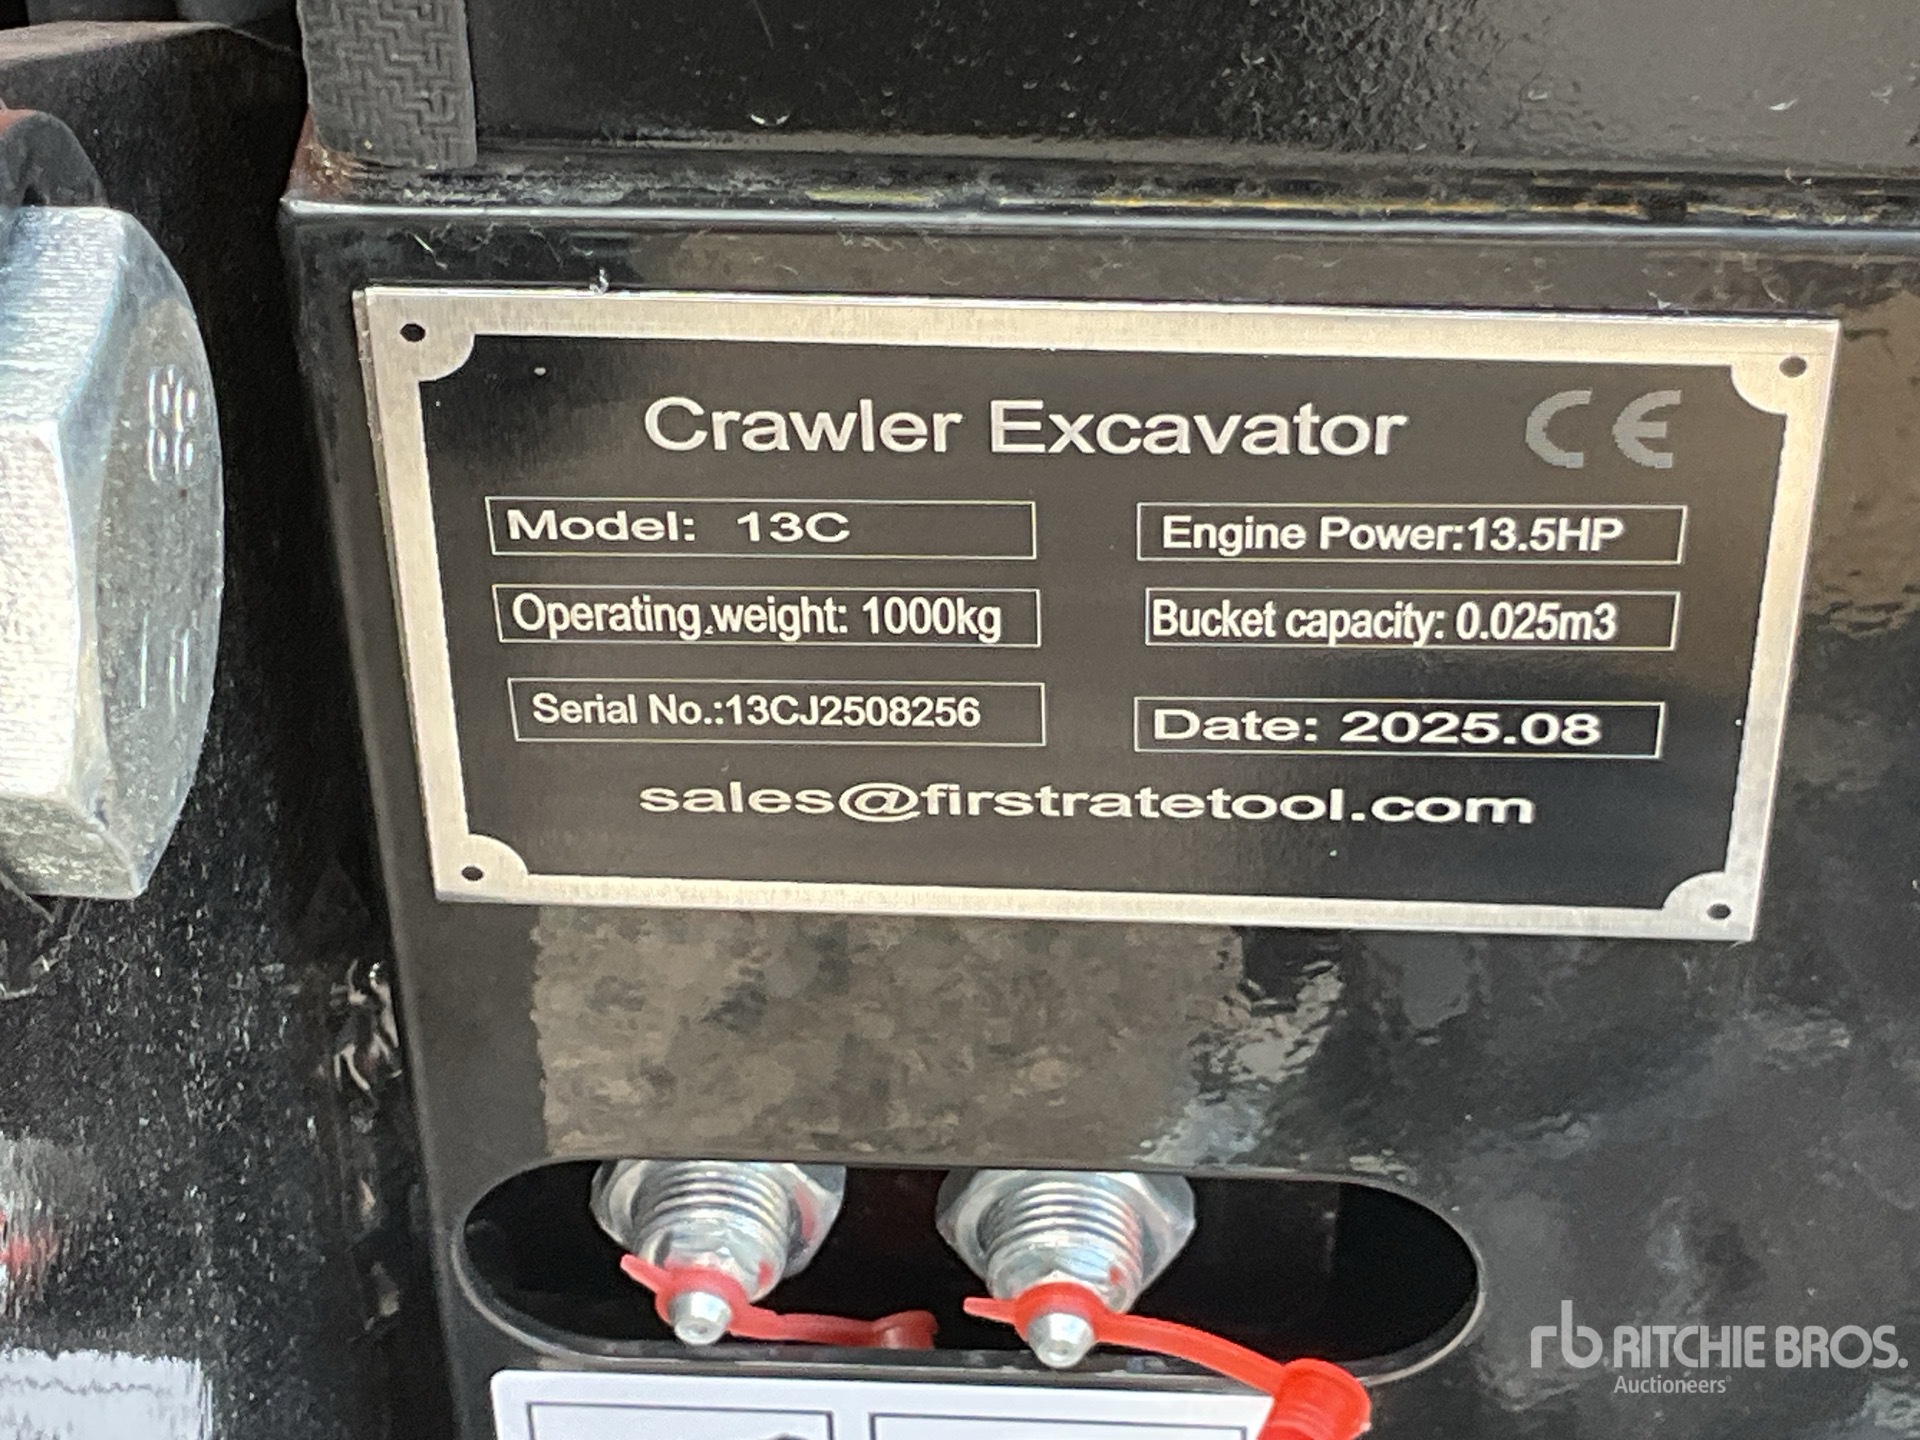 Crawler Excavator CE
Model: 13C
Engine Power:13.5HP
Operating weight: 1000kg
Bucket capacity: 0.025m3
Serial No.:13CJ2508256
Date: 2025.08
sales@firstratetool.com
rb RITCHIE BROS.
Auctioneers